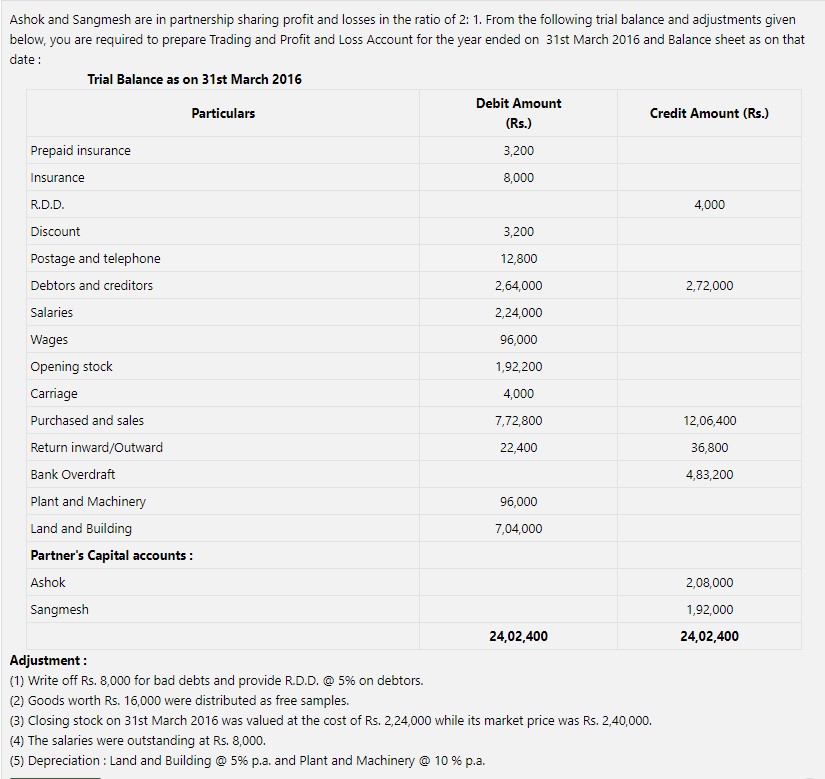 Ashok and Sangmesh are in partnership sharing profit and losses in the ratio of 2: 1. From the following trial balance and adjustments given
below, you are required to prepare Trading and Profit and Loss Account for the year ended on 31st March 2016 and Balance sheet as on that
date :
Trial Balance as on 31st March 2016
Particulars Debit Amount (Rs.) Credit Amount (Rs.)
Prepaid insurance 3,200
Insurance 8,000
R.D.D. 4,000
Discount 3,200
Postage and telephone 12,800
Debtors and creditors 2,64,000 2,72,000
Salaries 2,24,000
Wages 96,000
Opening stock 1,92,200
Carriage 4,000
Purchased and sales 7,72,800 12,06,400
Return inward/Outward 22,400 36,800
Bank Overdraft 4,83,200
Plant and Machinery 96,000
Land and Building 7,04,000
Partner's Capital accounts :
Ashok 2,08,000
Sangmesh 1,92,000
24,02,400 24,02,400
Adjustment :
(1) Write off Rs. 8,000 for bad debts and provide R.D.D. @ 5% on debtors.
(2) Goods worth Rs. 16,000 were distributed as free samples.
(3) Closing stock on 31st March 2016 was valued at the cost of Rs. 2,24,000 while its market price was Rs. 2,40,000.
(4) The salaries were outstanding at Rs. 8,000.
(5) Depreciation : Land and Building @ 5% p.a. and Plant and Machinery @ 10 % p.a.